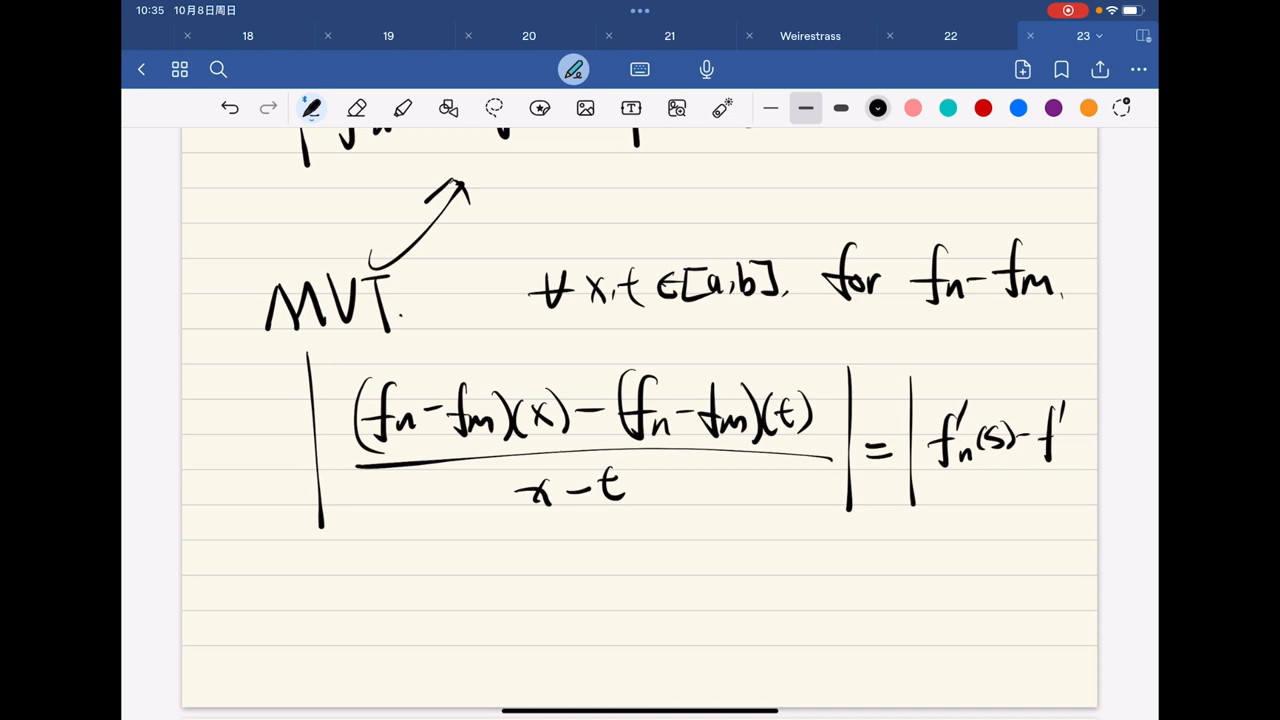 10:35 10月8日周日
18 19 20 21 Weirestrass 22 23
MVT. ∀ x, t ∈ [a, b], for fn - fm,
| (fn - fm)(x) - (fn - fm)(t) / x - t | = | f'n(s) - f'